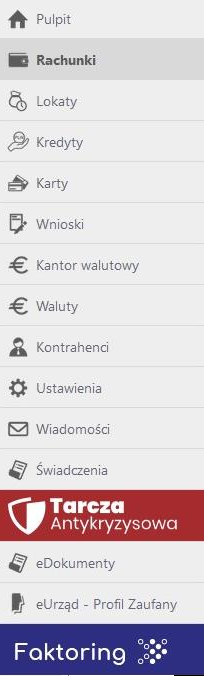 Pulpit
Rachunki
Lokaty
Kredyty
Karty
Wnioski
Kantor walutowy
Waluty
Kontrahenci
Ustawienia
Wiadomości
Świadczenia
Tarcza
Antykryzysowa
eDokumenty
eUrząd - Profil Zaufany
Faktoring